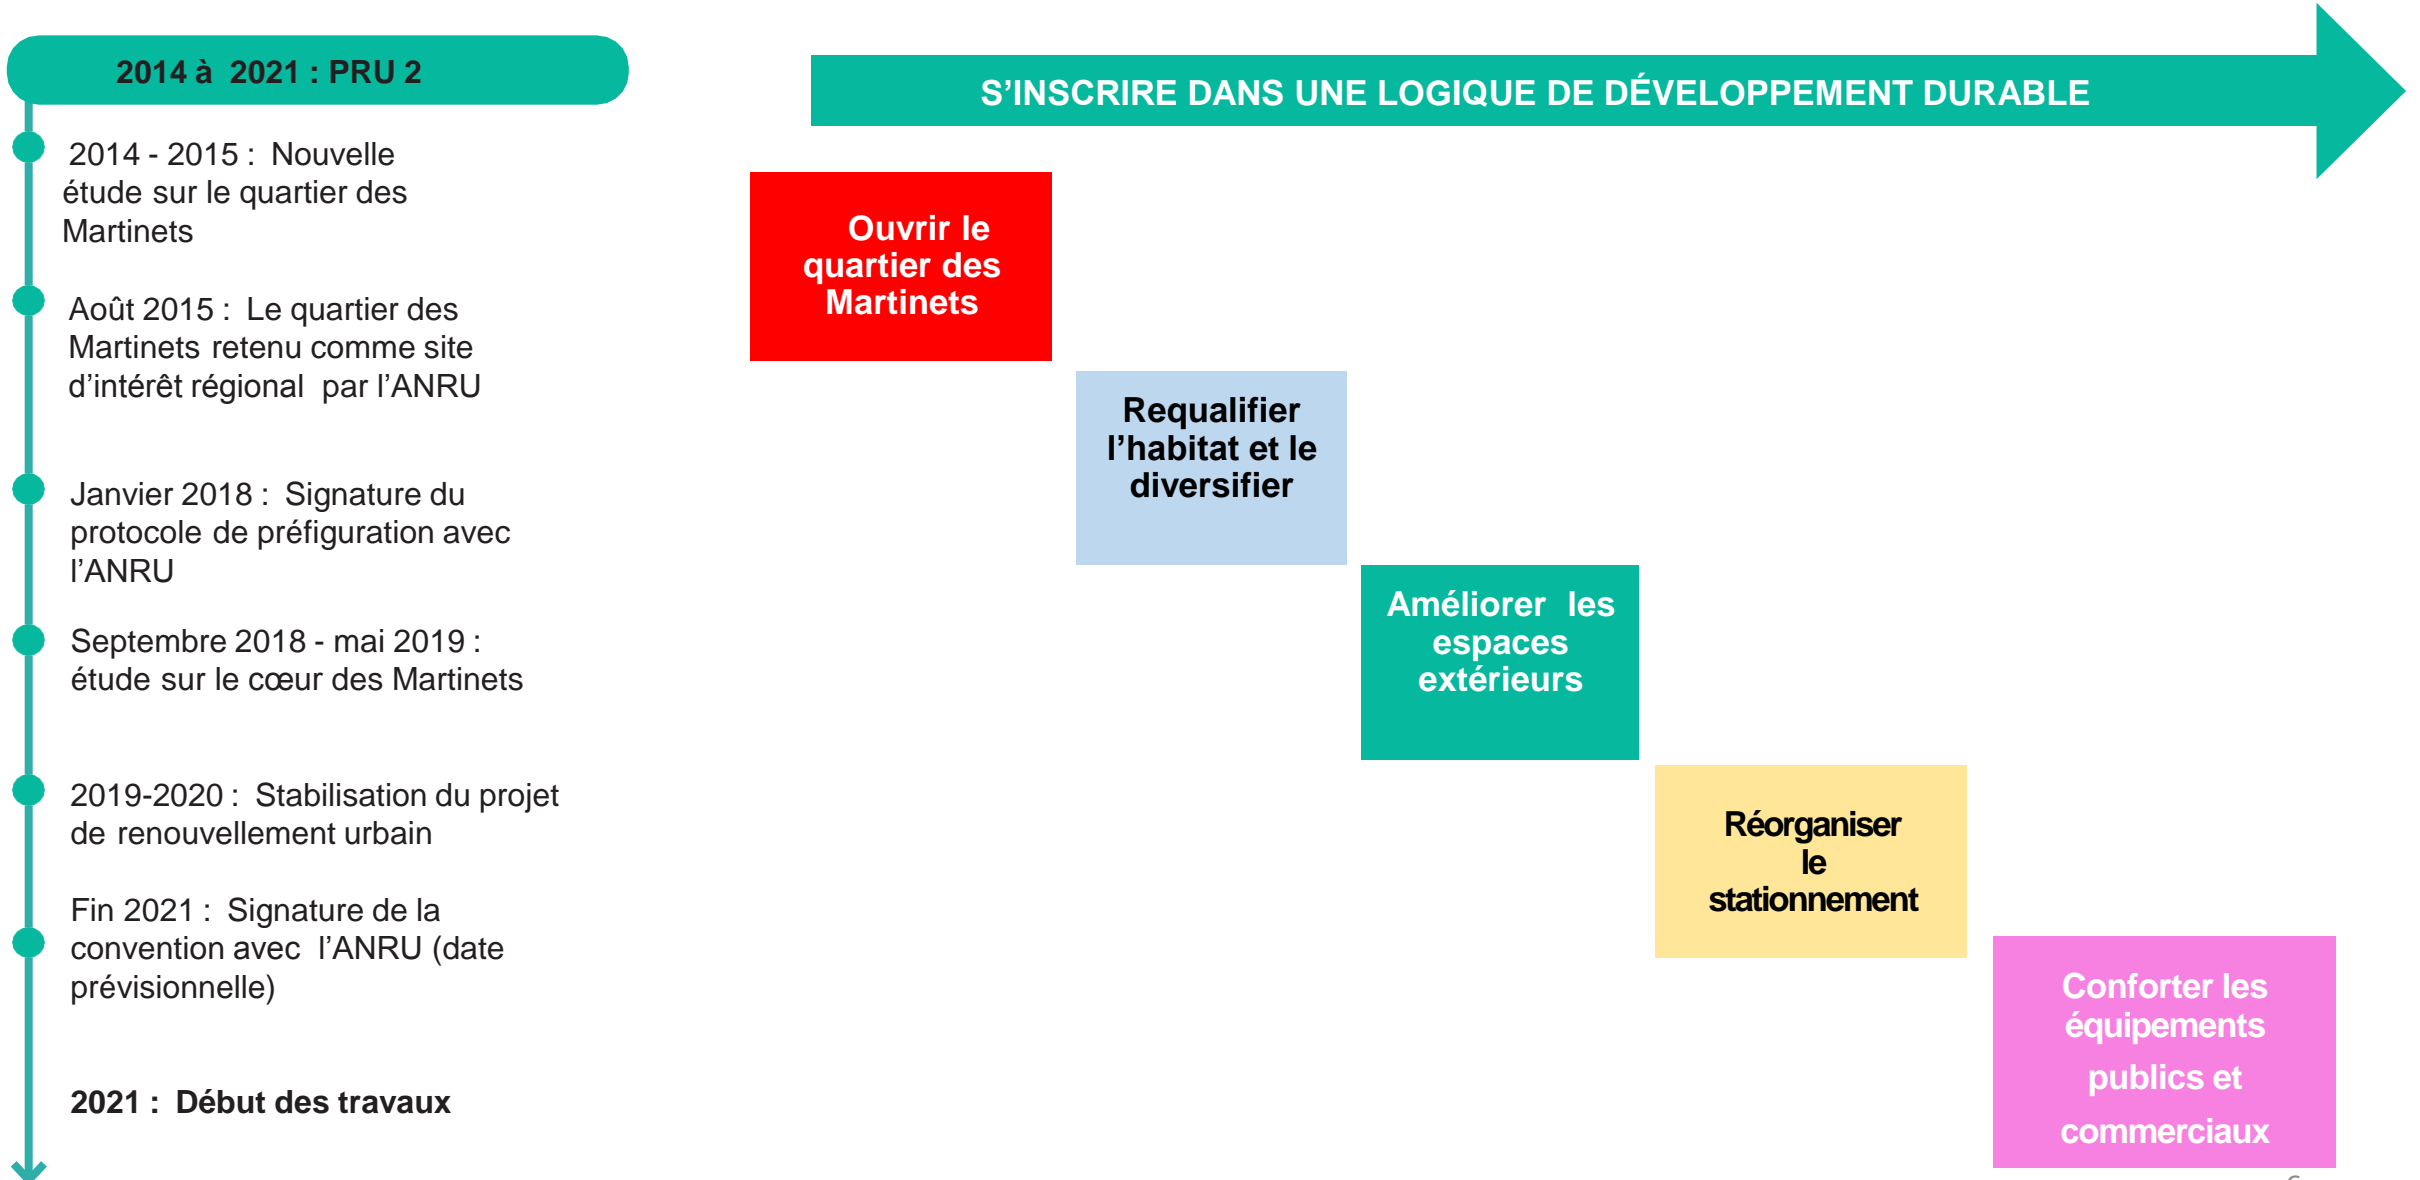 2014 à 2021 : PRU 2
2014 - 2015 : Nouvelle
étude sur le quartier des
Martinets
Août 2015 : Le quartier des
Martinets retenu comme site
d’intérêt régional par l’ANRU
Janvier 2018 : Signature du
protocole de préfiguration avec
l’ANRU
Septembre 2018 - mai 2019 :
étude sur le cœur des Martinets
2019-2020 : Stabilisation du projet
de renouvellement urbain
Fin 2021 : Signature de la
convention avec l’ANRU (date
prévisionnelle)
2021 : Début des travaux
S’INSCRIRE DANS UNE LOGIQUE DE DÉVELOPPEMENT DURABLE
Ouvrir le
quartier des
Martinets
Requalifier
l’habitat et le
diversifier
Améliorer les
espaces
extérieurs
Réorganiser
le
stationnement
Conforter les
équipements
publics et
commerciaux